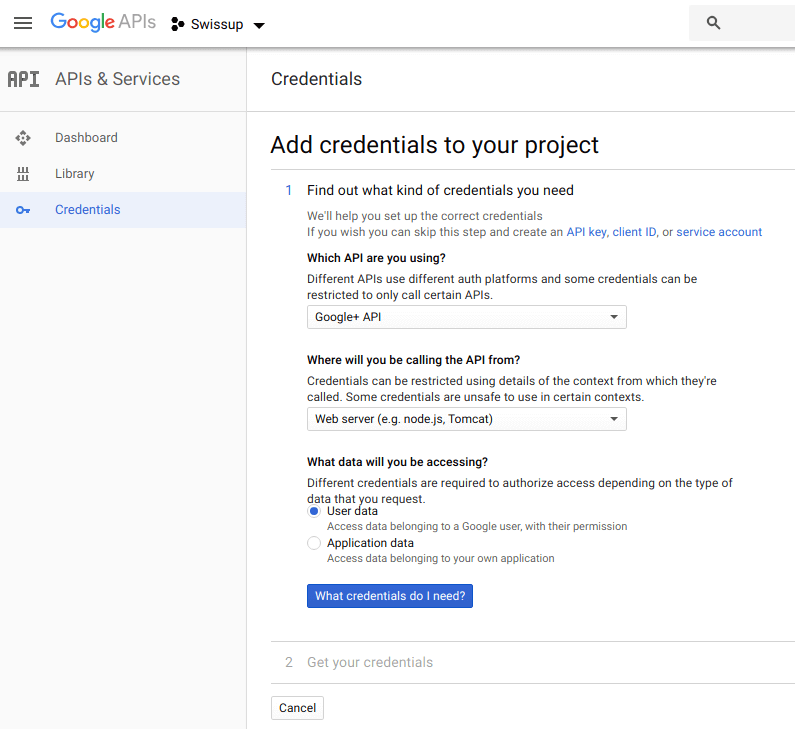 Google APIs
Swissup
API APIs & Services
Credentials
Dashboard
Library
Credentials
Add credentials to your project
1 Find out what kind of credentials you need
We'll help you set up the correct credentials
If you wish you can skip this step and create an API key, client ID, or service account
Which API are you using?
Different APIs use different auth platforms and some credentials can be
restricted to only call certain APIs.
Google+ API
Where will you be calling the API from?
Credentials can be restricted using details of the context from which they're
called. Some credentials are unsafe to use in certain contexts.
Web server (e.g. node.js, Tomcat)
What data will you be accessing?
Different credentials are required to authorize access depending on the type of
data that you request.
User data
Access data belonging to a Google user, with their permission
Application data
Access data belonging to your own application
What credentials do I need?
2 Get your credentials
Cancel